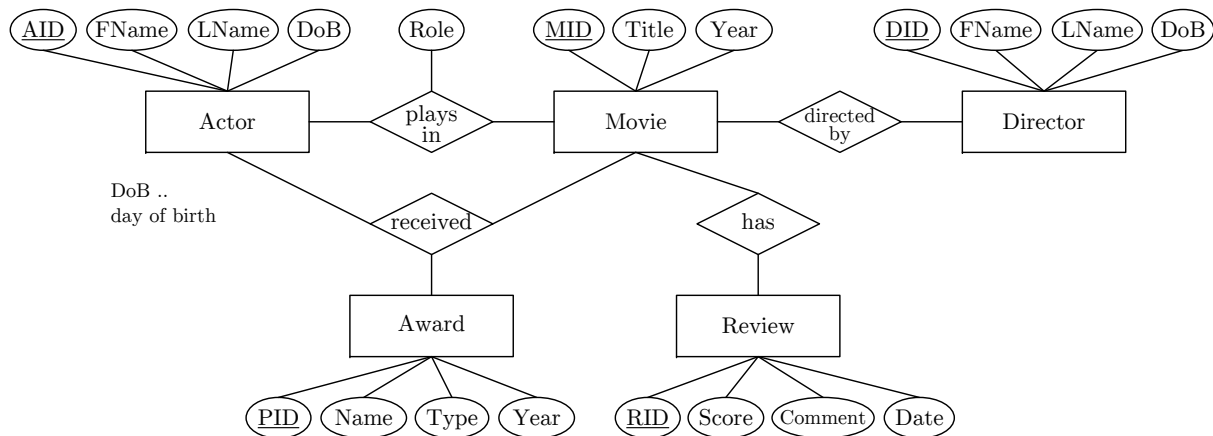 AID FName LName DoB Role MID Title Year DID FName LName DoB
Actor
plays
in
Movie
directed
by
Director
DoB ..
day of birth
received
has
Award
Review
PID Name Type Year RID Score Comment Date